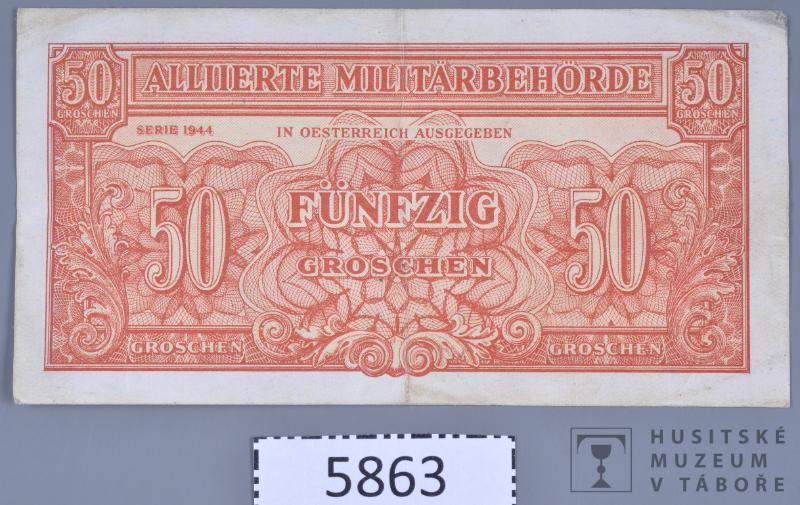 50 ALLIIERTE MILITÄRBEHÖRDE 50
GROSCHEN GROSCHEN
SERIE 1944 IN OESTERREICH AUSGEGEBEN
50 FÜNFZIG 50
GROSCHEN
GROSCHEN GROSCHEN
5863
HUSITSKÉ
MUZEUM
V TÁBOŘE